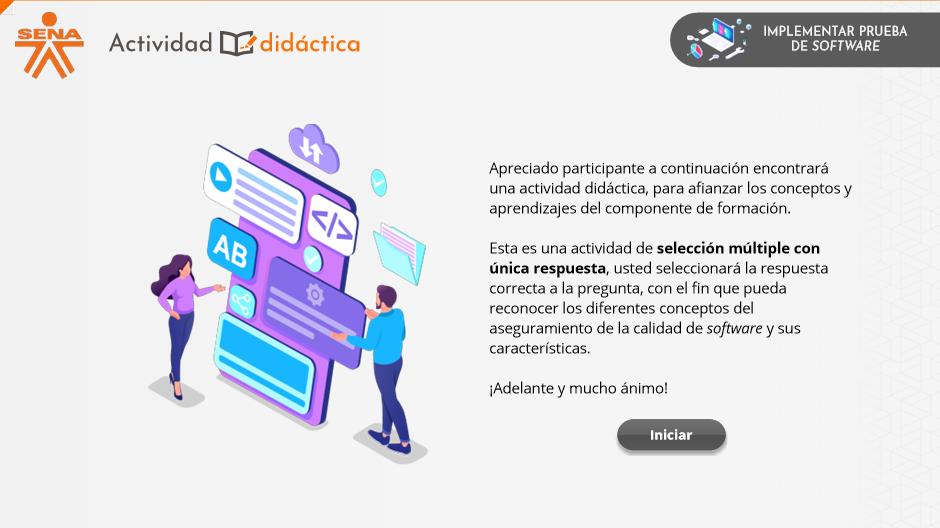 SENA
Actividad didáctica
IMPLEMENTAR PRUEBA
DE SOFTWARE
</>
AB
Apreciado participante a continuación encontrará
una actividad didáctica, para afianzar los conceptos y
aprendizajes del componente de formación.
Esta es una actividad de selección múltiple con
única respuesta, usted seleccionará la respuesta
correcta a la pregunta, con el fin que pueda
reconocer los diferentes conceptos del
aseguramiento de la calidad de software y sus
características.
¡Adelante y mucho ánimo!
Iniciar